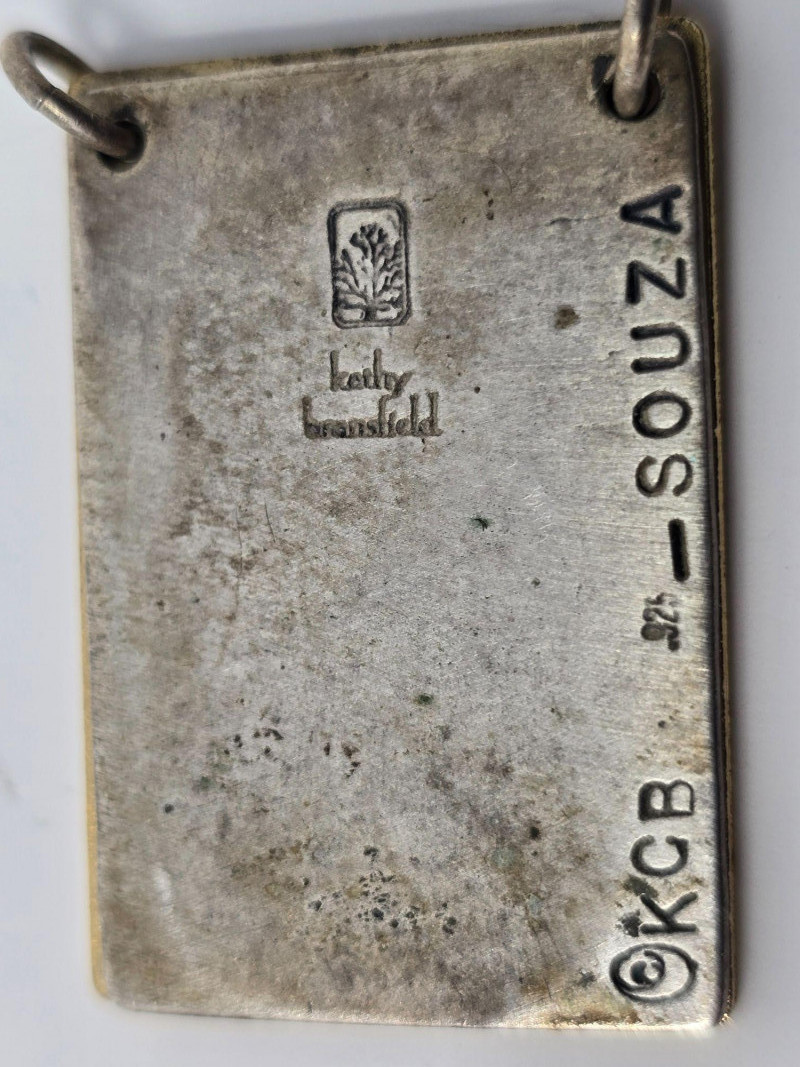 kathy
bransfield
© KCB .925 — SOUZA